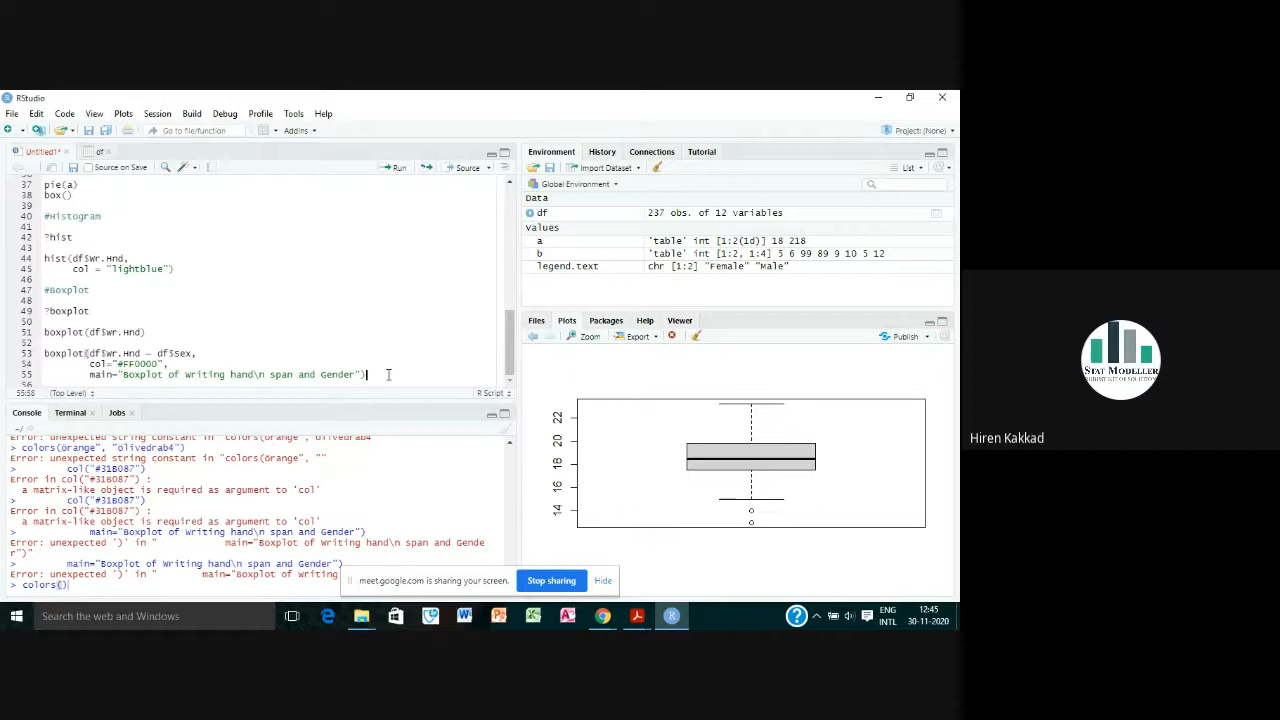 RStudio
File Edit Code View Plots Session Build Debug Profile Tools Help
Go to file/function Addins Project: (None)
Untitled1* df
Source on Save Run Source
36
37 pie(a)
38 box()
39
40 #Histogram
41
42 ?hist
43
44 hist(df$Wr.Hnd,
45 col = "lightblue")
46
47 #Boxplot
48
49 ?boxplot
50
51 boxplot(df$Wr.Hnd)
52
53 boxplot(df$Wr.Hnd ~ df$Sex,
54 col="#FF0000",
55 main="Boxplot of Writing hand\n span and Gender")
56
55:58 (Top Level) R Script
Console Terminal Jobs
~/
Error: unexpected string constant in "colors(orange", "olivedrab4"
> colors(orange", "olivedrab4")
Error: unexpected string constant in "colors(orange", ""
> col("#31B087")
Error in col("#31B087") :
a matrix-like object is required as argument to 'col'
> col("#31B087")
Error in col("#31B087") :
a matrix-like object is required as argument to 'col'
> main="Boxplot of Writing hand\n span and Gender")
Error: unexpected ')' in " main="Boxplot of Writing hand\n span and Gende
r")"
> main="Boxplot of Writing hand\n span and Gender")
Error: unexpected ')' in " main="Boxplot of Writing
> colors()
Environment History Connections Tutorial
Import Dataset List
Global Environment
Data
df 237 obs. of 12 variables
Values
a 'table' int [1:2(1d)] 18 218
b 'table' int [1:2, 1:4] 5 6 99 89 9 10 5 12
legend.text chr [1:2] "Female" "Male"
Files Plots Packages Help Viewer
Zoom Export Publish
22
20
18
16
14
meet.google.com is sharing your screen. Stop sharing Hide
Search the web and Windows
ENG
INTL
12:45
30-11-2020
STAT MODELLER
Hiren Kakkad